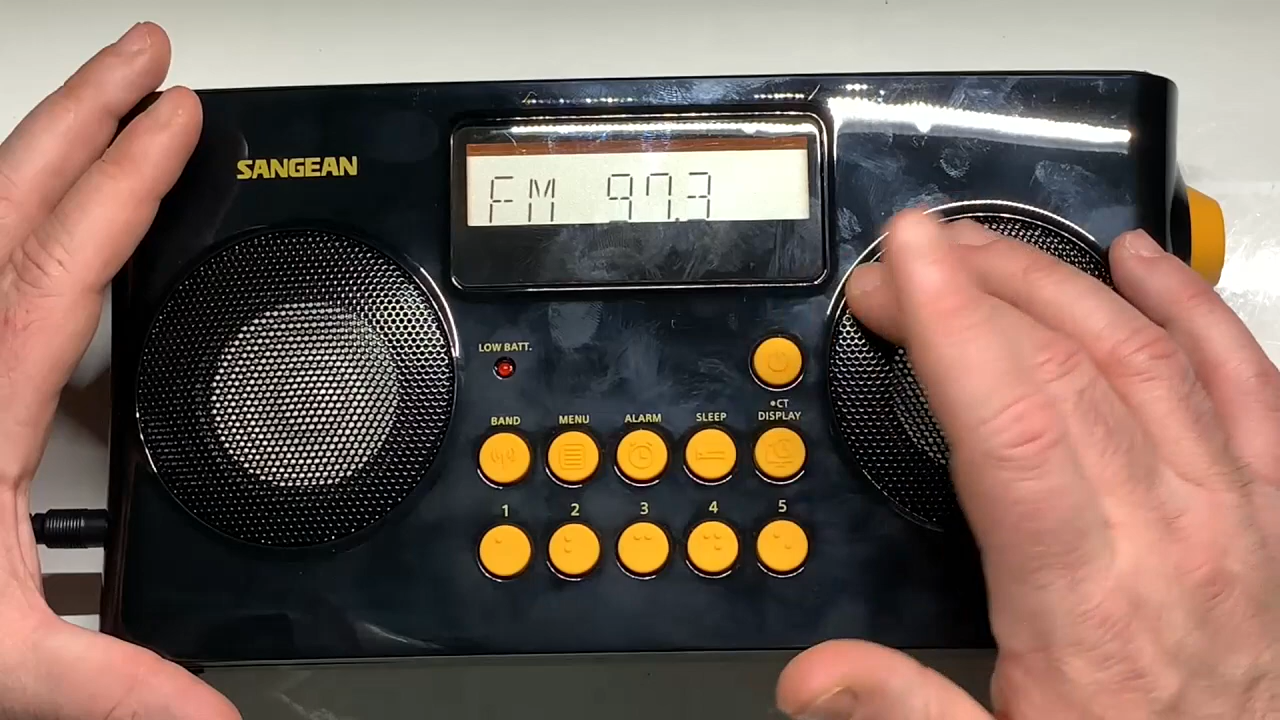 SANGEAN
FM 97.3
LOW BATT.
•CT
BAND MENU ALARM SLEEP DISPLAY
1 2 3 4 5